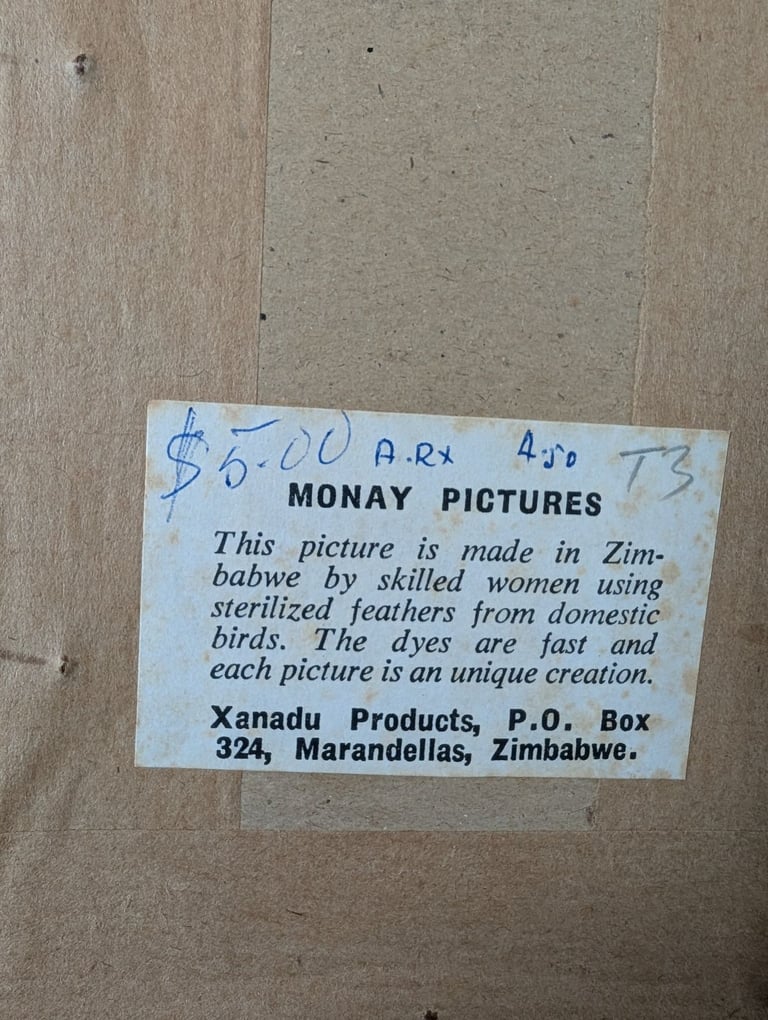 $5.00 A.Rx 4.50 T3
MONAY PICTURES
This picture is made in Zim-
babwe by skilled women using
sterilized feathers from domestic
birds. The dyes are fast and
each picture is an unique creation.
Xanadu Products, P.O. Box
324, Marandellas, Zimbabwe.